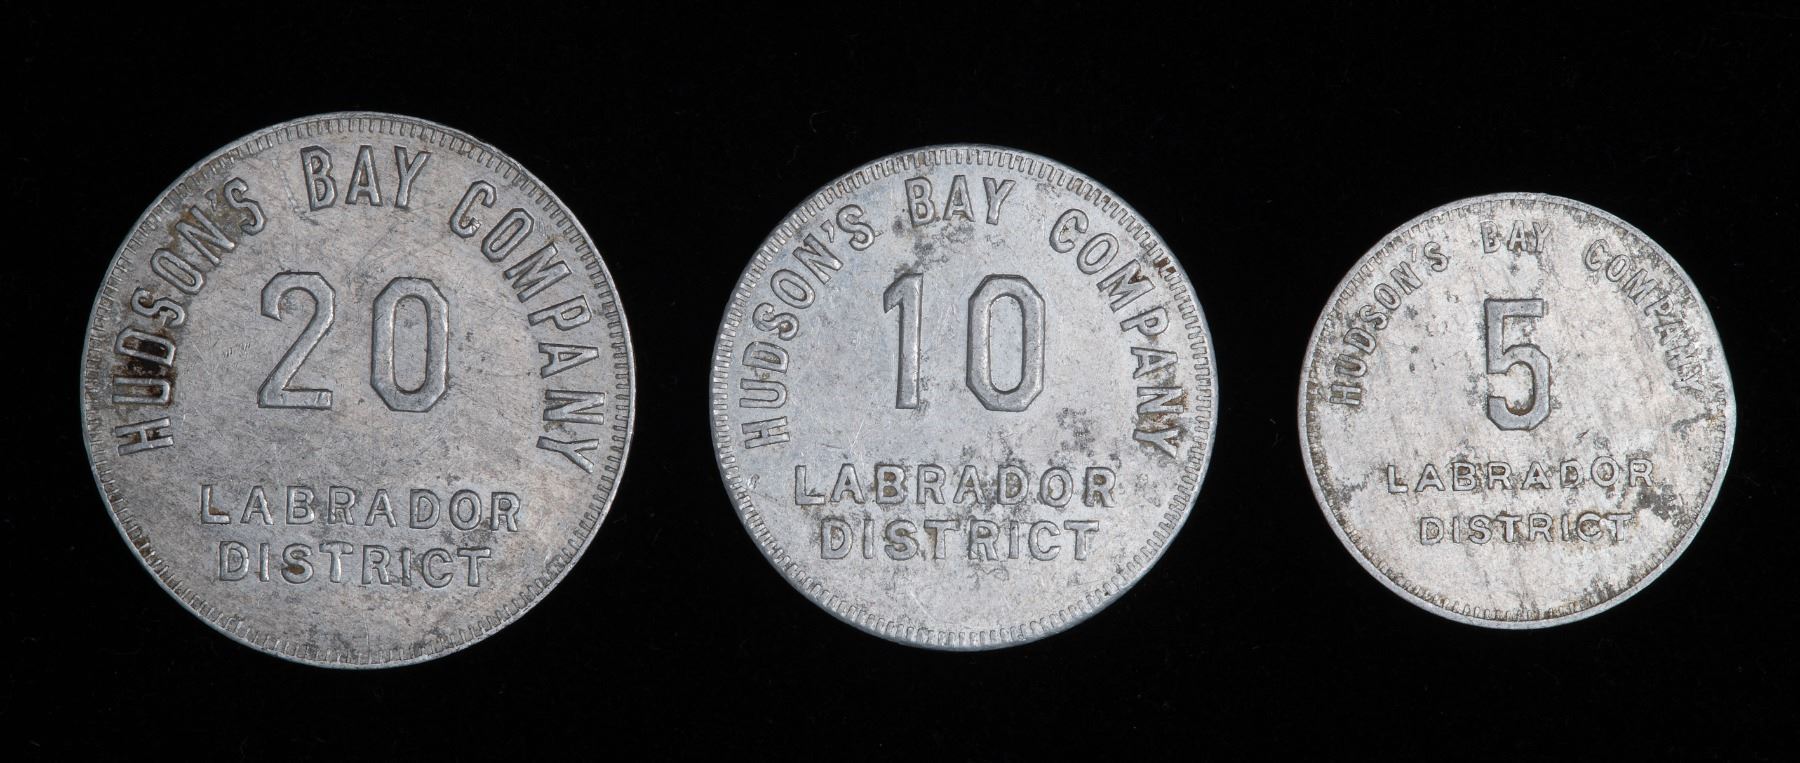 HUDSON'S BAY COMPANY
20
LABRADOR
DISTRICT
HUDSON'S BAY COMPANY
10
LABRADOR
DISTRICT
HUDSON'S BAY COMPANY
5
LABRADOR
DISTRICT